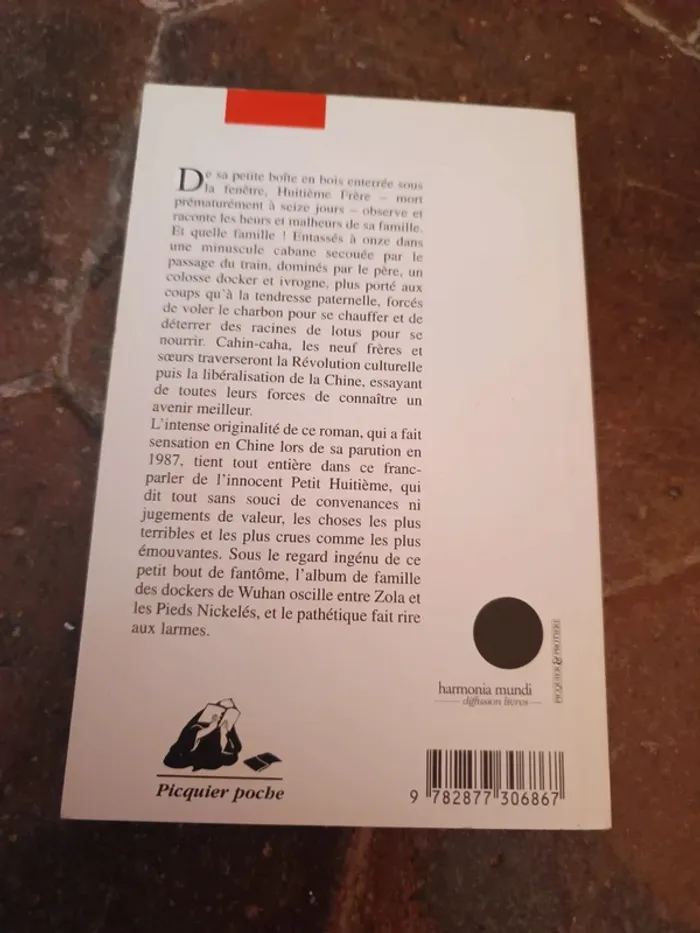 De sa petite boîte en bois enterrée sous
la fenêtre, Huitième Frère – mort
prématurément à seize jours – observe et
raconte les heurs et malheurs de sa famille.
Et quelle famille ! Entassés à onze dans
une minuscule cabane secouée par le
passage du train, dominés par le père, un
colosse docker et ivrogne, plus porté aux
coups qu'à la tendresse paternelle, forcés
de voler le charbon pour se chauffer et de
déterrer des racines de lotus pour se
nourrir. Cahin-caha, les neuf frères et
sœurs traverseront la Révolution culturelle
puis la libéralisation de la Chine, essayant
de toutes leurs forces de connaître un
avenir meilleur.
L'intense originalité de ce roman, qui a fait
sensation en Chine lors de sa parution en
1987, tient tout entière dans ce franc-
parler de l'innocent Petit Huitième, qui
dit tout sans souci de convenances ni
jugements de valeur, les choses les plus
terribles et les plus crues comme les plus
émouvantes. Sous le regard ingénu de ce
petit bout de fantôme, l'album de famille
des dockers de Wuhan oscille entre Zola et
les Pieds Nickelés, et le pathétique fait rire
aux larmes.
harmonia mundi
diffusion livres
PICQUIER & PROTIÈRE
Picquier poche
9 782877 306867